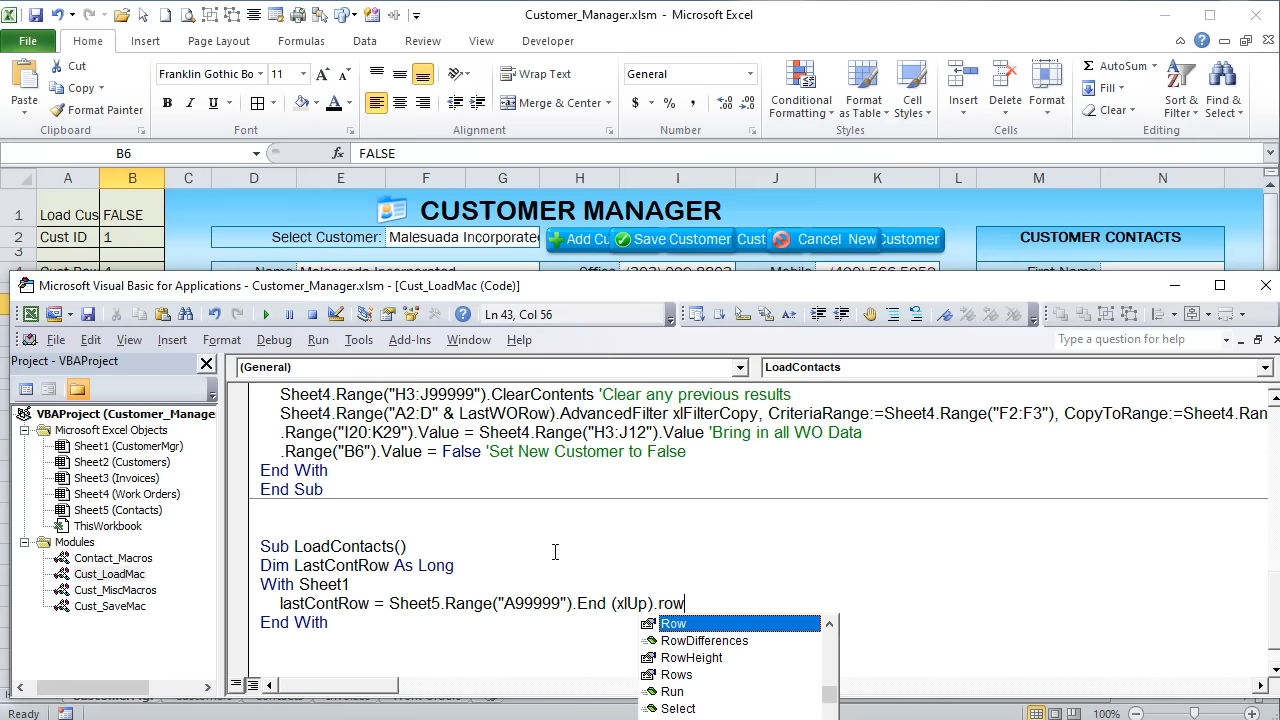 Customer_Manager.xlsm - Microsoft Excel
File Home Insert Page Layout Formulas Data Review View Developer
Paste
Cut
Copy
Format Painter
Clipboard
Franklin Gothic Bo 11
B I U
Font
Wrap Text
Merge & Center
Alignment
General
$ % ,
Number
Conditional Formatting
Format as Table
Cell Styles
Styles
Insert Delete Format
Cells
AutoSum
Fill
Clear
Sort & Filter
Find & Select
Editing
B6 fx FALSE
A B C D E F G H I J K L M N
1 Load Cus FALSE CUSTOMER MANAGER
2 Cust ID 1 Select Customer: Malesuada Incorporated Add Cu Save Customer Cust Cancel New Customer CUSTOMER CONTACTS
3
Microsoft Visual Basic for Applications - Customer_Manager.xlsm - [Cust_LoadMac (Code)]
Ln 43, Col 56
File Edit View Insert Format Debug Run Tools Add-Ins Window Help Type a question for help
Project - VBAProject
(General) LoadContacts
VBAProject (Customer_Manage
Microsoft Excel Objects
Sheet1 (CustomerMgr)
Sheet2 (Customers)
Sheet3 (Invoices)
Sheet4 (Work Orders)
Sheet5 (Contacts)
ThisWorkbook
Modules
Contact_Macros
Cust_LoadMac
Cust_MiscMacros
Cust_SaveMac
Sheet4.Range("H3:J99999").ClearContents 'Clear any previous results
Sheet4.Range("A2:D" & LastWORow).AdvancedFilter xlFilterCopy, CriteriaRange:=Sheet4.Range("F2:F3"), CopyToRange:=Sheet4.Ran
.Range("I20:K29").Value = Sheet4.Range("H3:J12").Value 'Bring in all WO Data
.Range("B6").Value = False 'Set New Customer to False
End With
End Sub
Sub LoadContacts()
Dim LastContRow As Long
With Sheet1
lastContRow = Sheet5.Range("A99999").End (xlUp).row
End With
Row
RowDifferences
RowHeight
Rows
Run
Select
Ready 100%